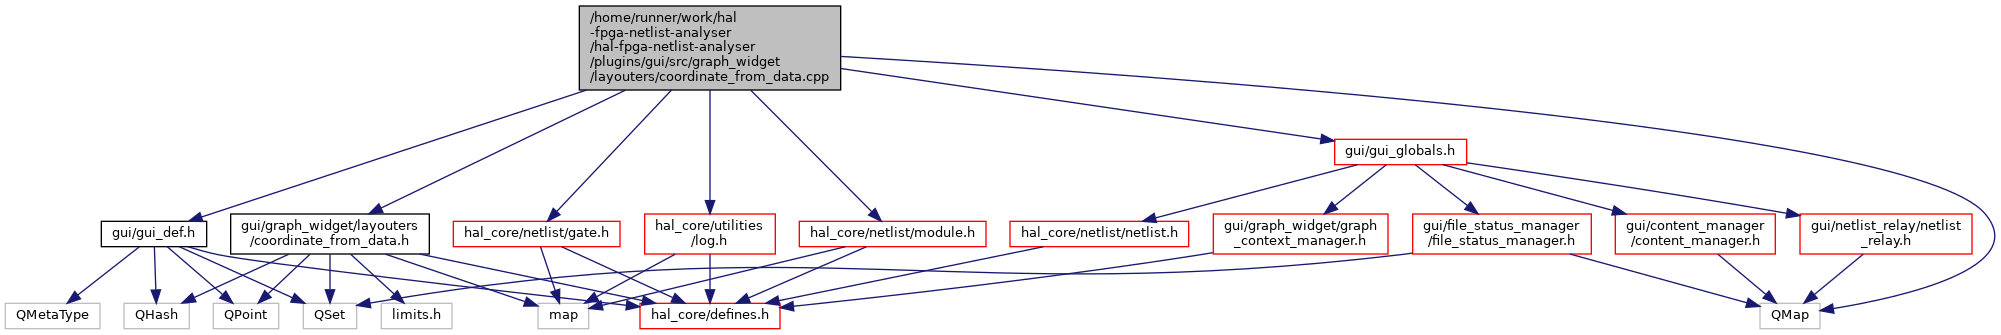 /home/runner/work/hal
-fpga-netlist-analyser
/hal-fpga-netlist-analyser
/plugins/gui/src/graph_widget
/layouters/coordinate_from_data.cpp
gui/gui_globals.h
gui/gui_def.h
gui/graph_widget/layouters
/coordinate_from_data.h
hal_core/netlist/gate.h
hal_core/utilities
/log.h
hal_core/netlist/module.h
hal_core/netlist/netlist.h
gui/graph_widget/graph
_context_manager.h
gui/file_status_manager
/file_status_manager.h
gui/content_manager
/content_manager.h
gui/netlist_relay/netlist
_relay.h
QMetaType
QHash
QPoint
QSet
limits.h
map
hal_core/defines.h
QMap